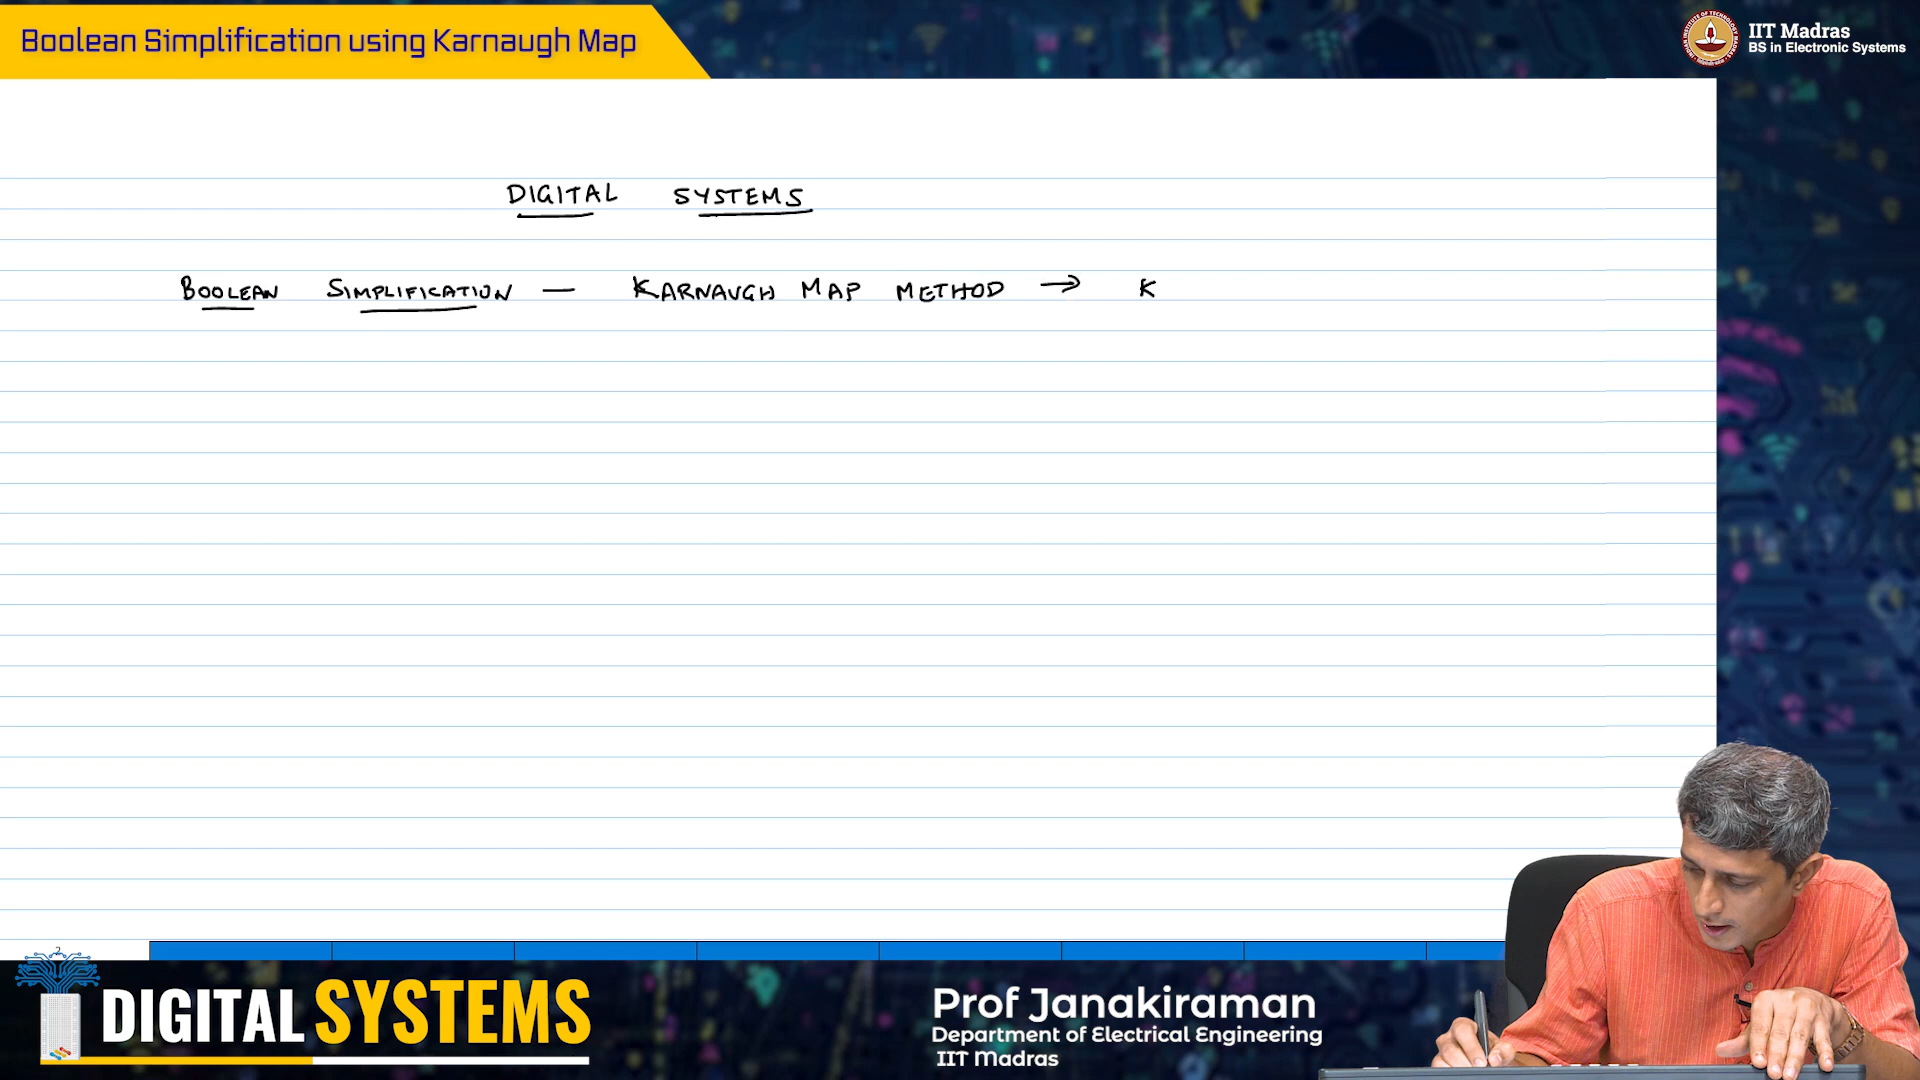 Boolean Simplification using Karnaugh Map
IIT Madras
BS in Electronic Systems
DIGITAL SYSTEMS
BOOLEAN SIMPLIFICATION — KARNAUGH MAP METHOD → K
DIGITAL SYSTEMS
Prof Janakiraman
Department of Electrical Engineering
IIT Madras